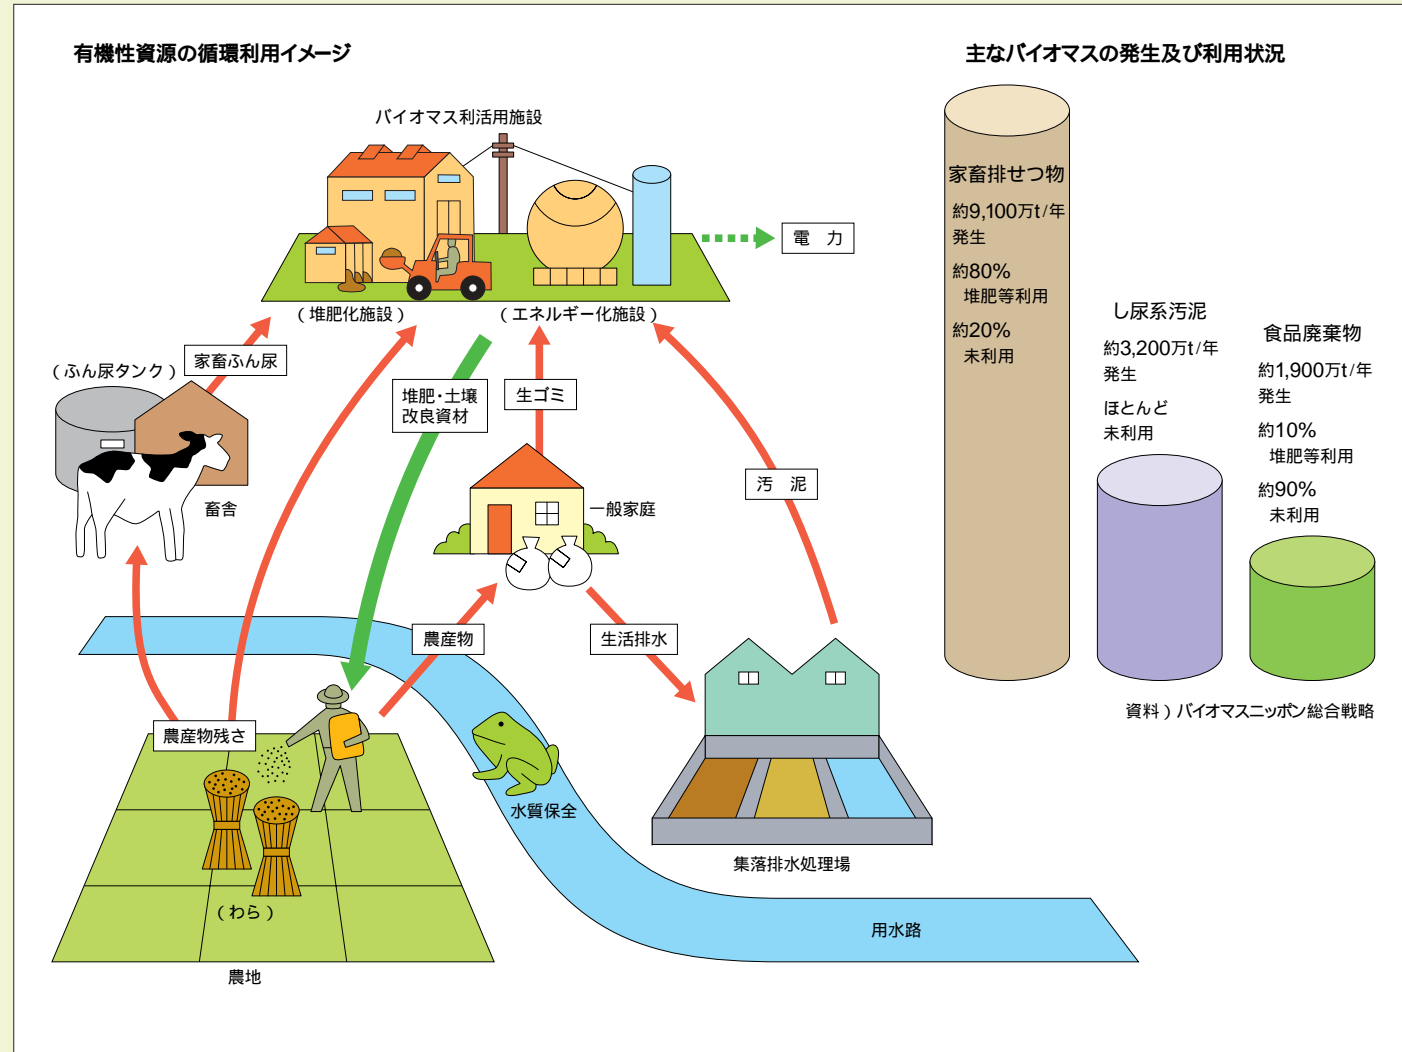 有機性資源の循環利用イメージ
主なバイオマスの発生及び利用状況
バイオマス利活用施設
電　力
（堆肥化施設）
（エネルギー化施設）
家畜ふん尿
（ふん尿タンク）
堆肥・土壌
改良資材
生ゴミ
汚　泥
畜舎
一般家庭
農産物
生活排水
農産物残さ
水質保全
集落排水処理場
（わら）
用水路
農地
家畜排せつ物
約9,100万t/年
発生
約80%
堆肥等利用
約20%
未利用
し尿系汚泥
約3,200万t/年
発生
ほとんど
未利用
食品廃棄物
約1,900万t/年
発生
約10%
堆肥等利用
約90%
未利用
資料）バイオマスニッポン総合戦略